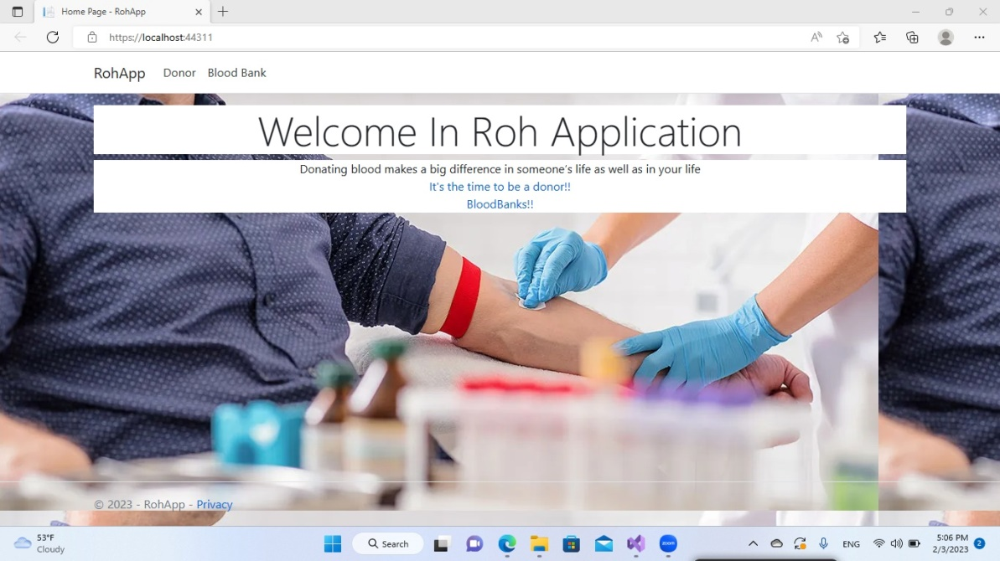 Home Page - RohApp
https://localhost:44311
RohApp Donor Blood Bank
Welcome In Roh Application
Donating blood makes a big difference in someone's life as well as in your life
It's the time to be a donor!!
BloodBanks!!
© 2023 - RohApp - Privacy
53°F
Cloudy
Search
zoom
ENG
5:06 PM
2/3/2023
2